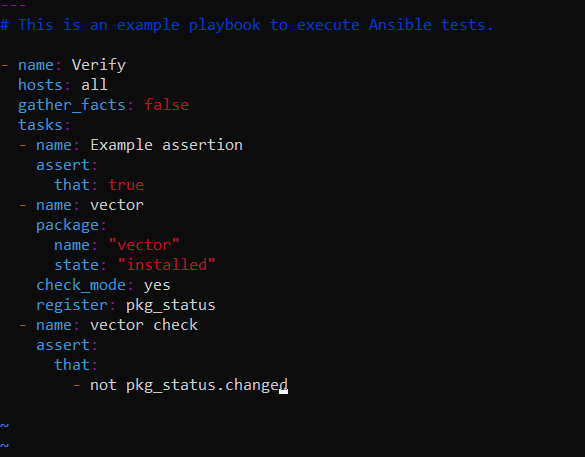 ---
# This is an example playbook to execute Ansible tests.
- name: Verify
  hosts: all
  gather_facts: false
  tasks:
  - name: Example assertion
    assert:
      that: true
  - name: vector
    package:
      name: "vector"
      state: "installed"
    check_mode: yes
    register: pkg_status
  - name: vector check
    assert:
      that:
        - not pkg_status.changed
~
~